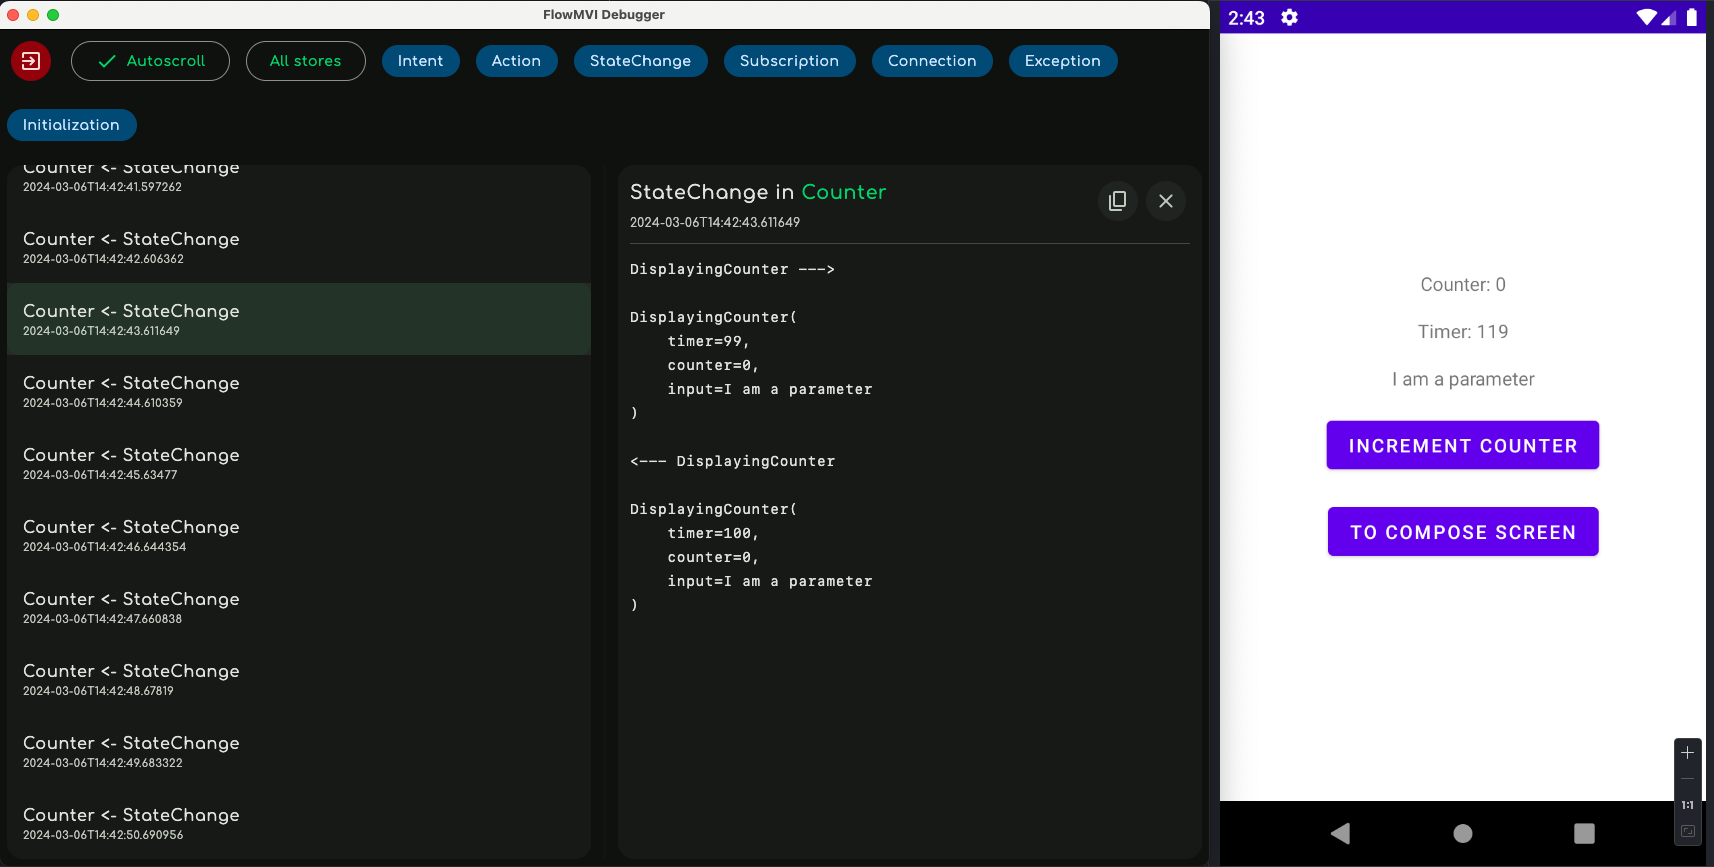 FlowMVI Debugger
Autoscroll
All stores
Intent
Action
StateChange
Subscription
Connection
Exception
Initialization
Counter <- StateChange
2024-03-06T14:42:41.597262
Counter <- StateChange
2024-03-06T14:42:42.606362
Counter <- StateChange
2024-03-06T14:42:43.611649
Counter <- StateChange
2024-03-06T14:42:44.610359
Counter <- StateChange
2024-03-06T14:42:45.63477
Counter <- StateChange
2024-03-06T14:42:46.644354
Counter <- StateChange
2024-03-06T14:42:47.660838
Counter <- StateChange
2024-03-06T14:42:48.67819
Counter <- StateChange
2024-03-06T14:42:49.683322
Counter <- StateChange
2024-03-06T14:42:50.690956
StateChange in Counter
2024-03-06T14:42:43.611649
DisplayingCounter --->
DisplayingCounter(
    timer=99,
    counter=0,
    input=I am a parameter
)
<--- DisplayingCounter
DisplayingCounter(
    timer=100,
    counter=0,
    input=I am a parameter
)
2:43
Counter: 0
Timer: 119
I am a parameter
INCREMENT COUNTER
TO COMPOSE SCREEN
1:1